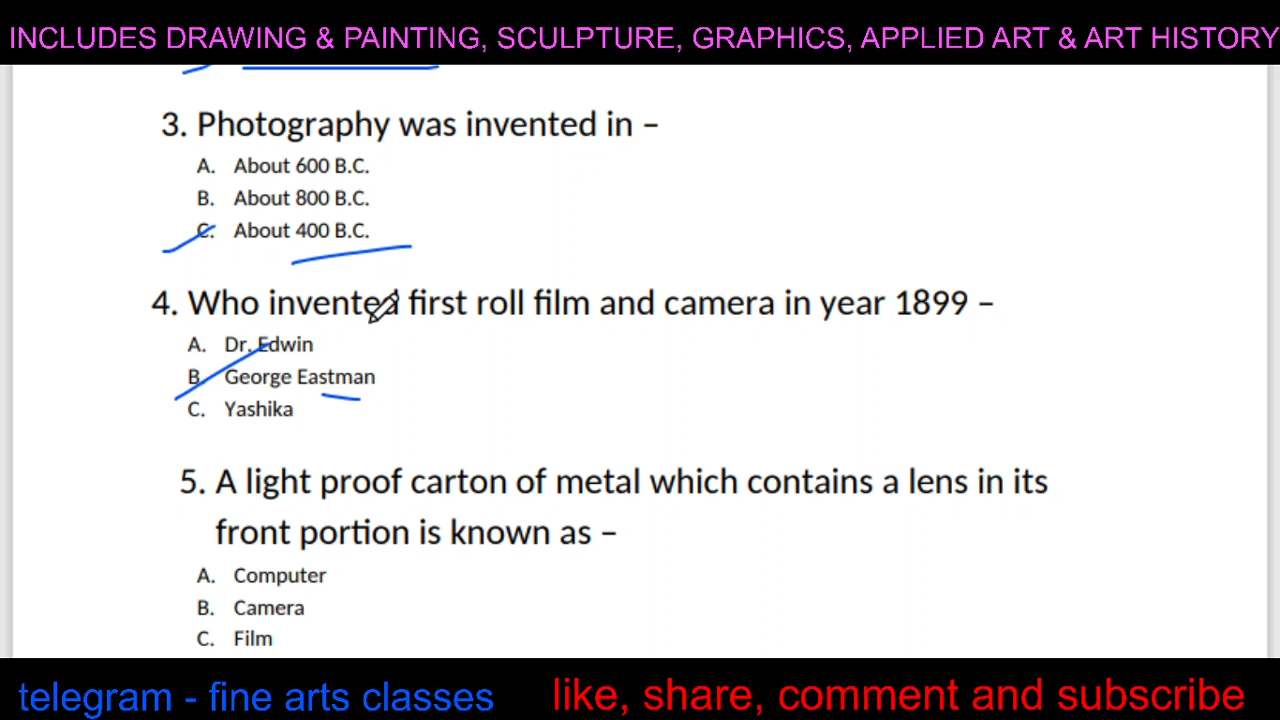 INCLUDES DRAWING & PAINTING, SCULPTURE, GRAPHICS, APPLIED ART & ART HISTORY
3. Photography was invented in –
A. About 600 B.C.
B. About 800 B.C.
C. About 400 B.C.
4. Who invented first roll film and camera in year 1899 –
A. Dr. Edwin
B. George Eastman
C. Yashika
5. A light proof carton of metal which contains a lens in its
front portion is known as –
A. Computer
B. Camera
C. Film
telegram - fine arts classes
like, share, comment and subscribe